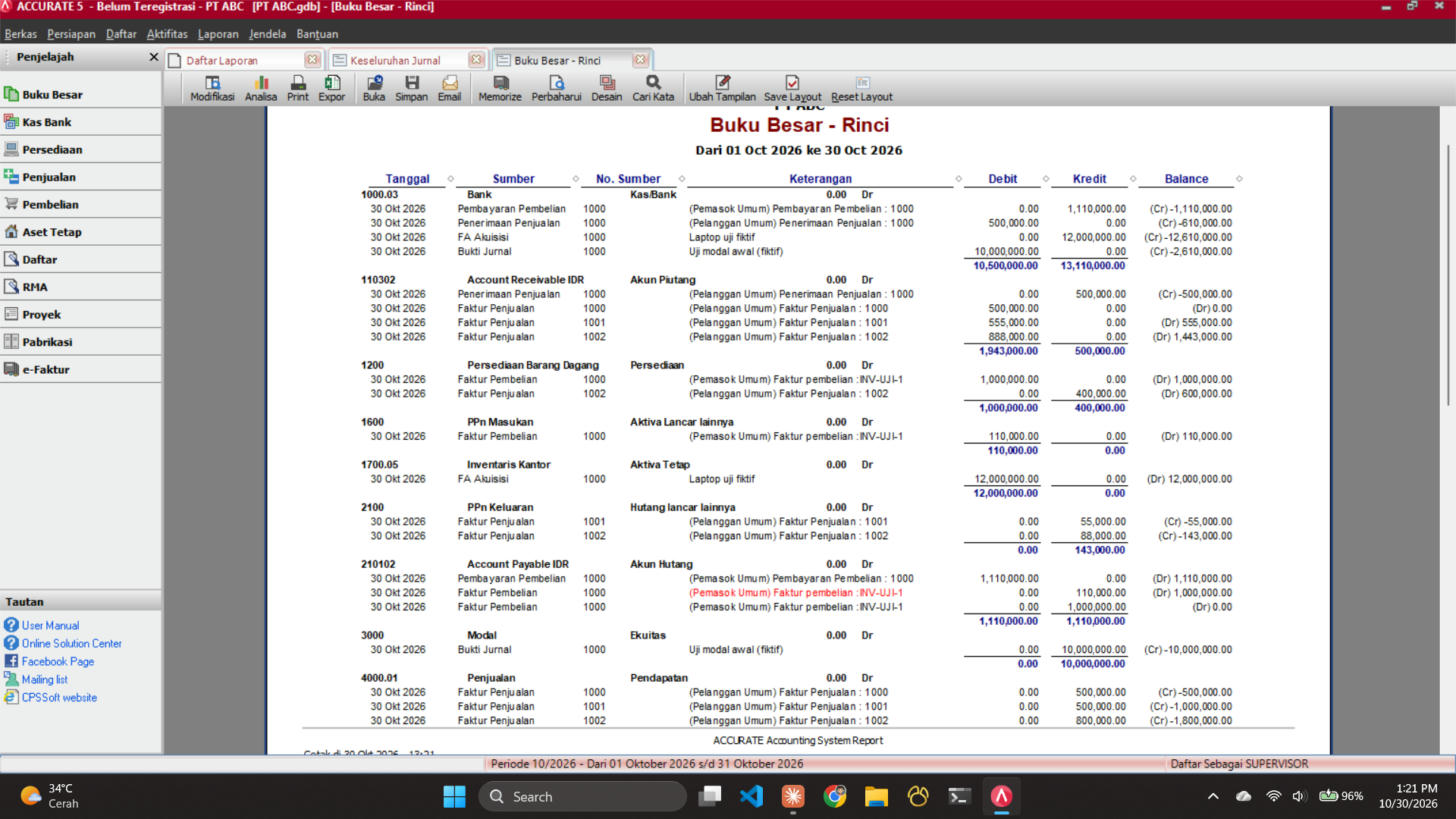 ACCURATE 5 - Belum Teregistrasi - PT ABC [PT ABC.gdb] - [Buku Besar - Rinci]
Berkas Persiapan Daftar Aktifitas Laporan Jendela Bantuan
Penjelajah
Daftar Laporan Keseluruhan Jurnal Buku Besar - Rinci
Modifikasi Analisa Print Expor Buka Simpan Email Memorize Perbaharui Desain Cari Kata Ubah Tampilan Save Layout Reset Layout
Buku Besar
Kas Bank
Persediaan
Penjualan
Pembelian
Aset Tetap
Daftar
RMA
Proyek
Pabrikasi
e-Faktur
Tautan
User Manual
Online Solution Center
Facebook Page
Mailing list
CPSSoft website
PT ABC
Buku Besar - Rinci
Dari 01 Oct 2026 ke 30 Oct 2026
Tanggal Sumber No. Sumber Keterangan Debit Kredit Balance
1000.03 Bank Kas/Bank 0.00 Dr
30 Okt 2026 Pembayaran Pembelian 1000 (Pemasok Umum) Pembayaran Pembelian : 1000 0.00 1,110,000.00 (Cr) -1,110,000.00
30 Okt 2026 Penerimaan Penjualan 1000 (Pelanggan Umum) Penerimaan Penjualan : 1000 500,000.00 0.00 (Cr) -610,000.00
30 Okt 2026 FA Akuisisi 1000 Laptop uji fiktif 0.00 12,000,000.00 (Cr) -12,610,000.00
30 Okt 2026 Bukti Jurnal 1000 Uji modal awal (fiktif) 10,000,000.00 0.00 (Cr) -2,610,000.00
10,500,000.00 13,110,000.00
110302 Account Receivable IDR Akun Piutang 0.00 Dr
30 Okt 2026 Penerimaan Penjualan 1000 (Pelanggan Umum) Penerimaan Penjualan : 1000 0.00 500,000.00 (Cr) -500,000.00
30 Okt 2026 Faktur Penjualan 1000 (Pelanggan Umum) Faktur Penjualan : 1000 500,000.00 0.00 (Dr) 0.00
30 Okt 2026 Faktur Penjualan 1001 (Pelanggan Umum) Faktur Penjualan : 1001 555,000.00 0.00 (Dr) 555,000.00
30 Okt 2026 Faktur Penjualan 1002 (Pelanggan Umum) Faktur Penjualan : 1002 888,000.00 0.00 (Dr) 1,443,000.00
1,943,000.00 500,000.00
1200 Persediaan Barang Dagang Persediaan 0.00 Dr
30 Okt 2026 Faktur Pembelian 1000 (Pemasok Umum) Faktur pembelian :INV-UJI-1 1,000,000.00 0.00 (Dr) 1,000,000.00
30 Okt 2026 Faktur Penjualan 1002 (Pelanggan Umum) Faktur Penjualan : 1002 0.00 400,000.00 (Dr) 600,000.00
1,000,000.00 400,000.00
1600 PPn Masukan Aktiva Lancar lainnya 0.00 Dr
30 Okt 2026 Faktur Pembelian 1000 (Pemasok Umum) Faktur pembelian :INV-UJI-1 110,000.00 0.00 (Dr) 110,000.00
110,000.00 0.00
1700.05 Inventaris Kantor Aktiva Tetap 0.00 Dr
30 Okt 2026 FA Akuisisi 1000 Laptop uji fiktif 12,000,000.00 0.00 (Dr) 12,000,000.00
12,000,000.00 0.00
2100 PPn Keluaran Hutang lancar lainnya 0.00 Dr
30 Okt 2026 Faktur Penjualan 1001 (Pelanggan Umum) Faktur Penjualan : 1001 0.00 55,000.00 (Cr) -55,000.00
30 Okt 2026 Faktur Penjualan 1002 (Pelanggan Umum) Faktur Penjualan : 1002 0.00 88,000.00 (Cr) -143,000.00
0.00 143,000.00
210102 Account Payable IDR Akun Hutang 0.00 Dr
30 Okt 2026 Pembayaran Pembelian 1000 (Pemasok Umum) Pembayaran Pembelian : 1000 1,110,000.00 0.00 (Dr) 1,110,000.00
30 Okt 2026 Faktur Pembelian 1000 (Pemasok Umum) Faktur pembelian :INV-UJI-1 0.00 110,000.00 (Dr) 1,000,000.00
30 Okt 2026 Faktur Pembelian 1000 (Pemasok Umum) Faktur pembelian :INV-UJI-1 0.00 1,000,000.00 (Dr) 0.00
1,110,000.00 1,110,000.00
3000 Modal Ekuitas 0.00 Dr
30 Okt 2026 Bukti Jurnal 1000 Uji modal awal (fiktif) 0.00 10,000,000.00 (Cr) -10,000,000.00
0.00 10,000,000.00
4000.01 Penjualan Pendapatan 0.00 Dr
30 Okt 2026 Faktur Penjualan 1000 (Pelanggan Umum) Faktur Penjualan : 1000 0.00 500,000.00 (Cr) -500,000.00
30 Okt 2026 Faktur Penjualan 1001 (Pelanggan Umum) Faktur Penjualan : 1001 0.00 500,000.00 (Cr) -1,000,000.00
30 Okt 2026 Faktur Penjualan 1002 (Pelanggan Umum) Faktur Penjualan : 1002 0.00 800,000.00 (Cr) -1,800,000.00
ACCURATE Accounting System Report
Cetak di 30 Okt 2026 - 13:21
Periode 10/2026 - Dari 01 Oktober 2026 s/d 31 Oktober 2026
Daftar Sebagai SUPERVISOR
34°C
Cerah
Search
96%
1:21 PM
10/30/2026